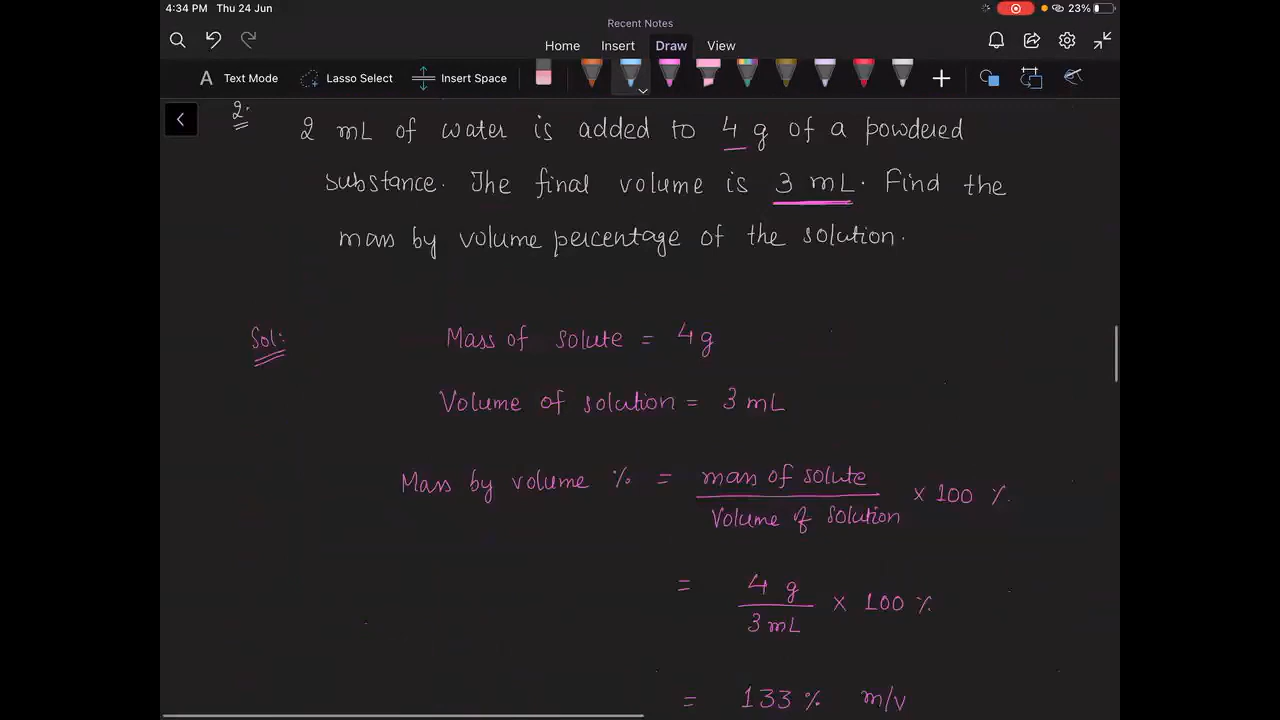 4:34 PM Thu 24 Jun
23%
Recent Notes
Home Insert Draw View
Text Mode Lasso Select Insert Space
2:
2 mL of water is added to 4 g of a powdered
substance. The final volume is 3 mL. Find the
mass by volume percentage of the solution.
Sol:
Mass of solute = 4g
Volume of solution = 3 mL
Mass by volume % = mass of solute / Volume of solution × 100 %
= 4 g / 3 mL × 100 %
= 133 % m/v